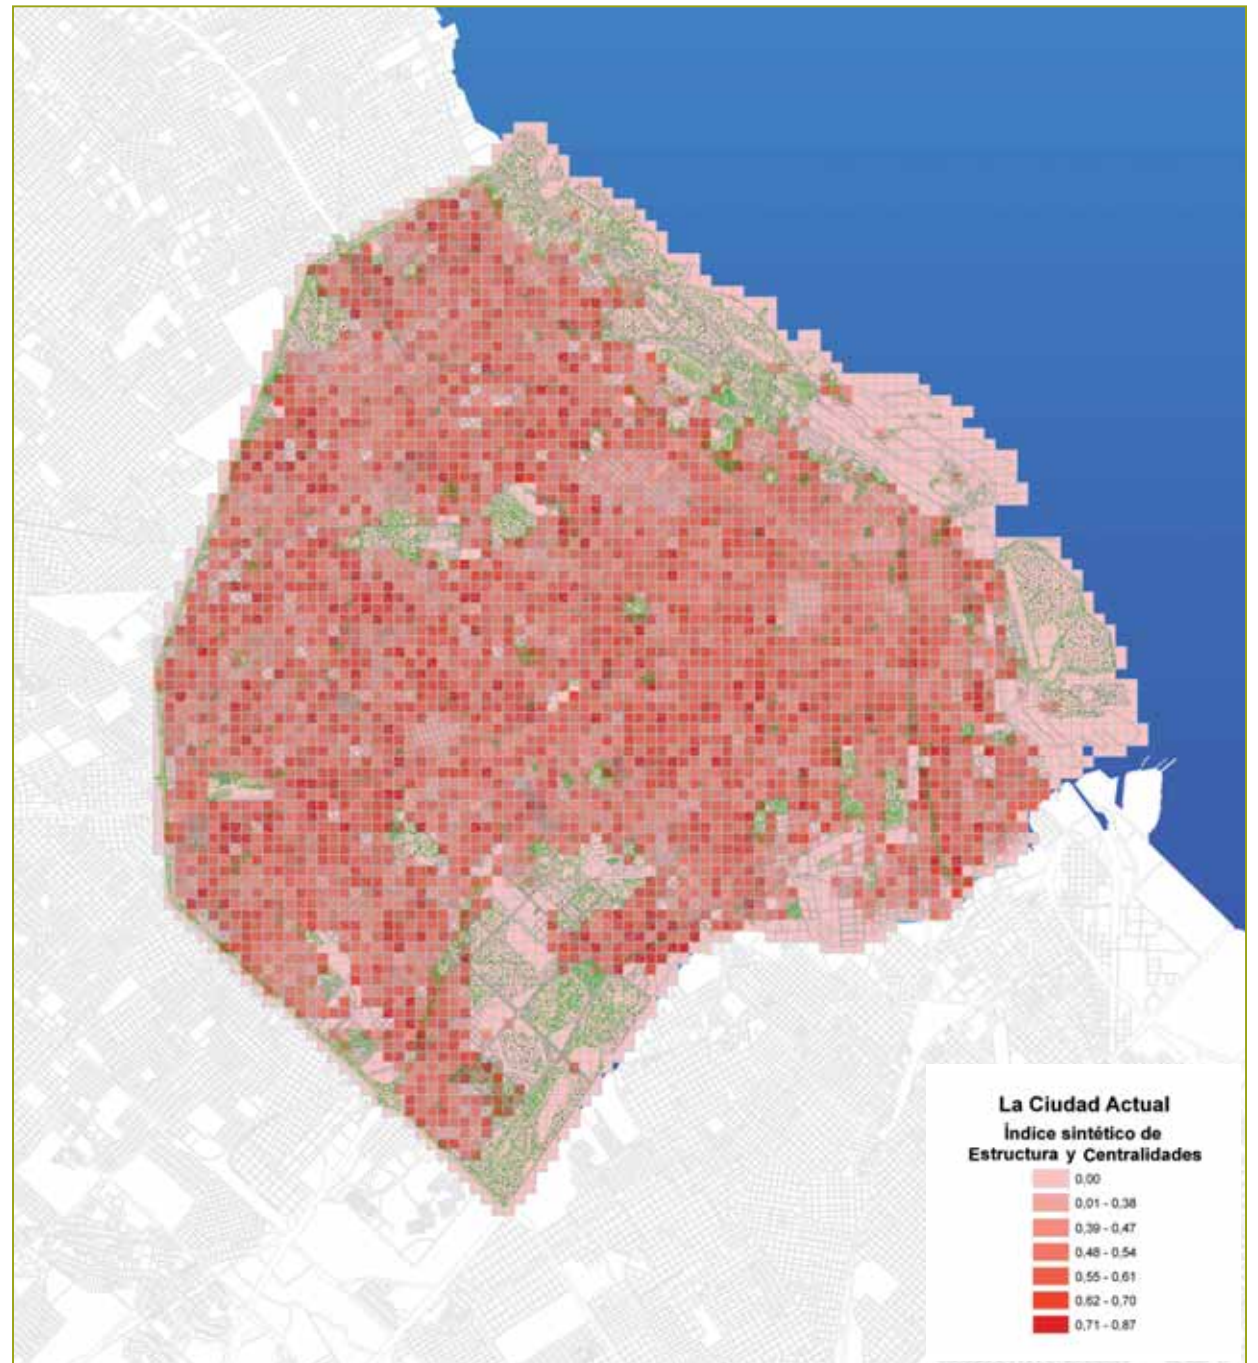 La Ciudad Actual
Índice sintético de
Estructura y Centralidades
0,00
0,01 - 0,38
0,39 - 0,47
0,48 - 0,54
0,55 - 0,61
0,62 - 0,70
0,71 - 0,87